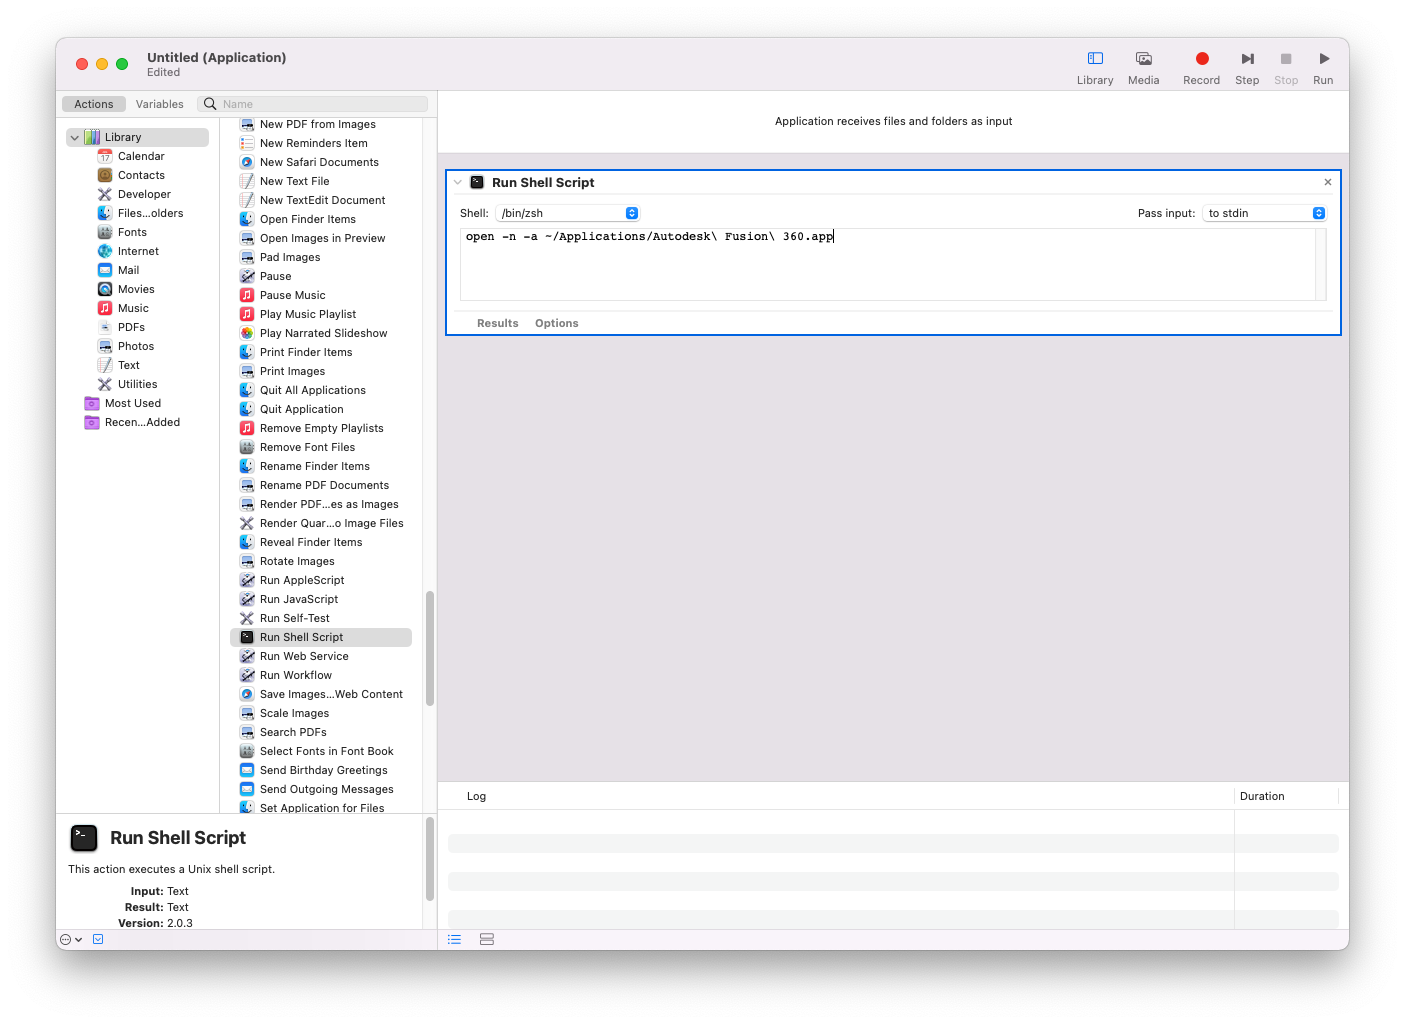 Untitled (Application)
Edited
Library
Media
Record
Step
Stop
Run
Actions
Variables
Name
Library
Calendar
Contacts
Developer
Files...olders
Fonts
Internet
Mail
Movies
Music
PDFs
Photos
Text
Utilities
Most Used
Recen...Added
New PDF from Images
New Reminders Item
New Safari Documents
New Text File
New TextEdit Document
Open Finder Items
Open Images in Preview
Pad Images
Pause
Pause Music
Play Music Playlist
Play Narrated Slideshow
Print Finder Items
Print Images
Quit All Applications
Quit Application
Remove Empty Playlists
Remove Font Files
Rename Finder Items
Rename PDF Documents
Render PDF...es as Images
Render Quar...o Image Files
Reveal Finder Items
Rotate Images
Run AppleScript
Run JavaScript
Run Self-Test
Run Shell Script
Run Web Service
Run Workflow
Save Images...Web Content
Scale Images
Search PDFs
Select Fonts in Font Book
Send Birthday Greetings
Send Outgoing Messages
Set Application for Files
Run Shell Script
This action executes a Unix shell script.
Input: Text
Result: Text
Version: 2.0.3
Application receives files and folders as input
Run Shell Script
Shell: /bin/zsh
Pass input: to stdin
open -n -a ~/Applications/Autodesk\ Fusion\ 360.app
Results
Options
Log
Duration